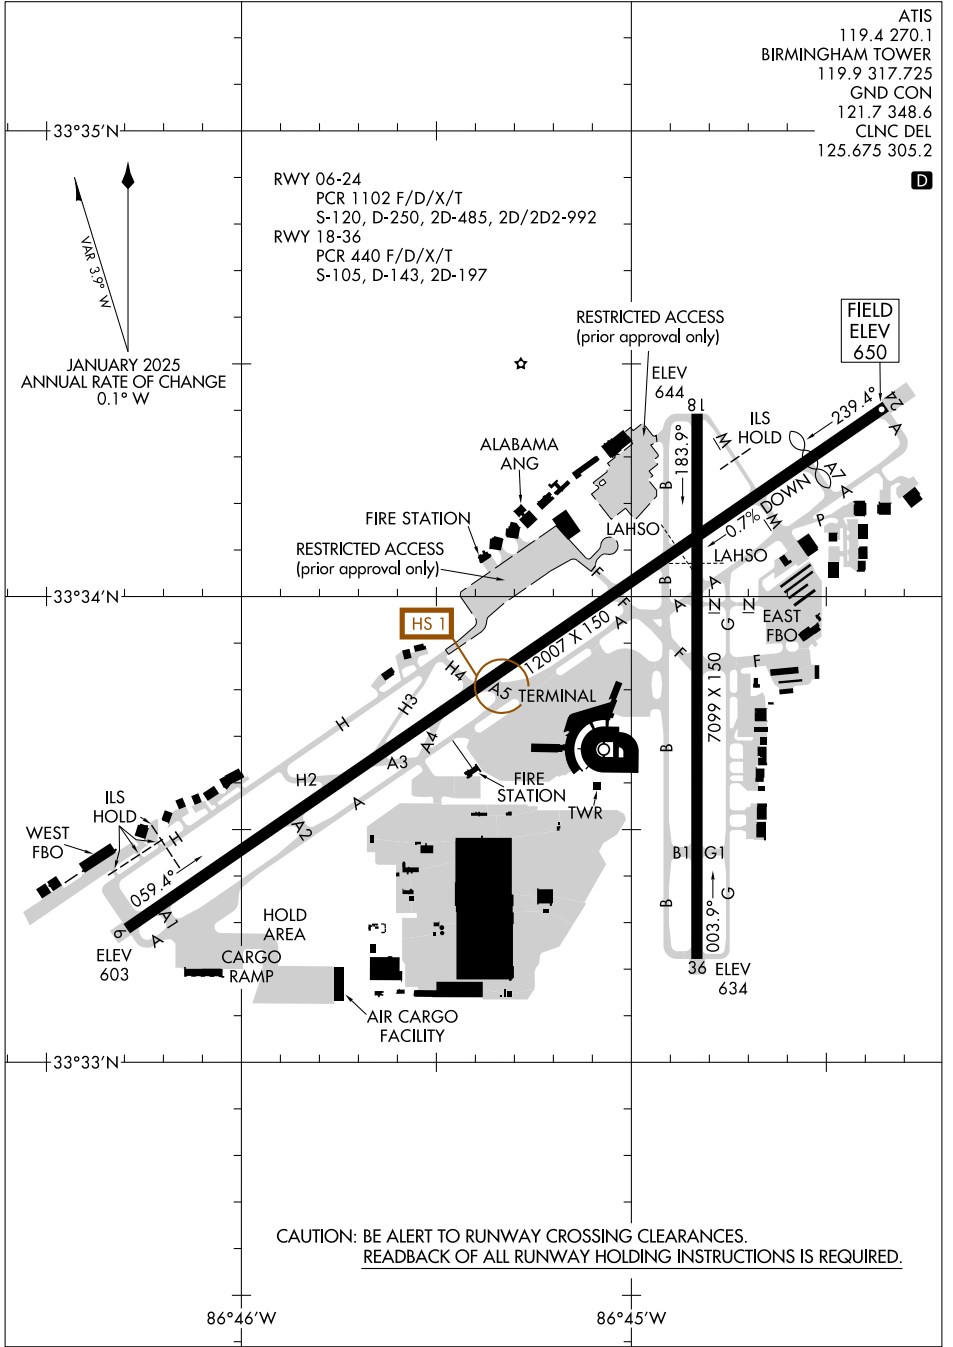 ATIS
119.4 270.1
BIRMINGHAM TOWER
119.9 317.725
GND CON
121.7 348.6
CLNC DEL
125.675 305.2
D
33°35'N
RWY 06-24
PCR 1102 F/D/X/T
S-120, D-250, 2D-485, 2D/2D2-992
RWY 18-36
PCR 440 F/D/X/T
S-105, D-143, 2D-197
VAR 3.9° W
JANUARY 2025
ANNUAL RATE OF CHANGE
0.1° W
RESTRICTED ACCESS
(prior approval only)
FIELD
ELEV
650
ELEV
644
18
24
A
239.4°
ILS
HOLD
M
183.9°
B
ALABAMA
ANG
A7
A
0.7% DOWN
M
P
FIRE STATION
LAHSO
RESTRICTED ACCESS
(prior approval only)
LAHSO
33°34'N
F
F
A
B
A
A
N
N
G
EAST
FBO
HS 1
12007 X 150
F
F
H4
A5
TERMINAL
H3
H
7099 X 150
A4
B
A3
H2
FIRE
STATION
TWR
A
A2
ILS
HOLD
WEST
FBO
H
B1
G1
059.4°
A1
A
6
ELEV
603
HOLD
AREA
CARGO
RAMP
B
G
003.9°
36
ELEV
634
AIR CARGO
FACILITY
33°33'N
CAUTION: BE ALERT TO RUNWAY CROSSING CLEARANCES.
READBACK OF ALL RUNWAY HOLDING INSTRUCTIONS IS REQUIRED.
86°46'W
86°45'W